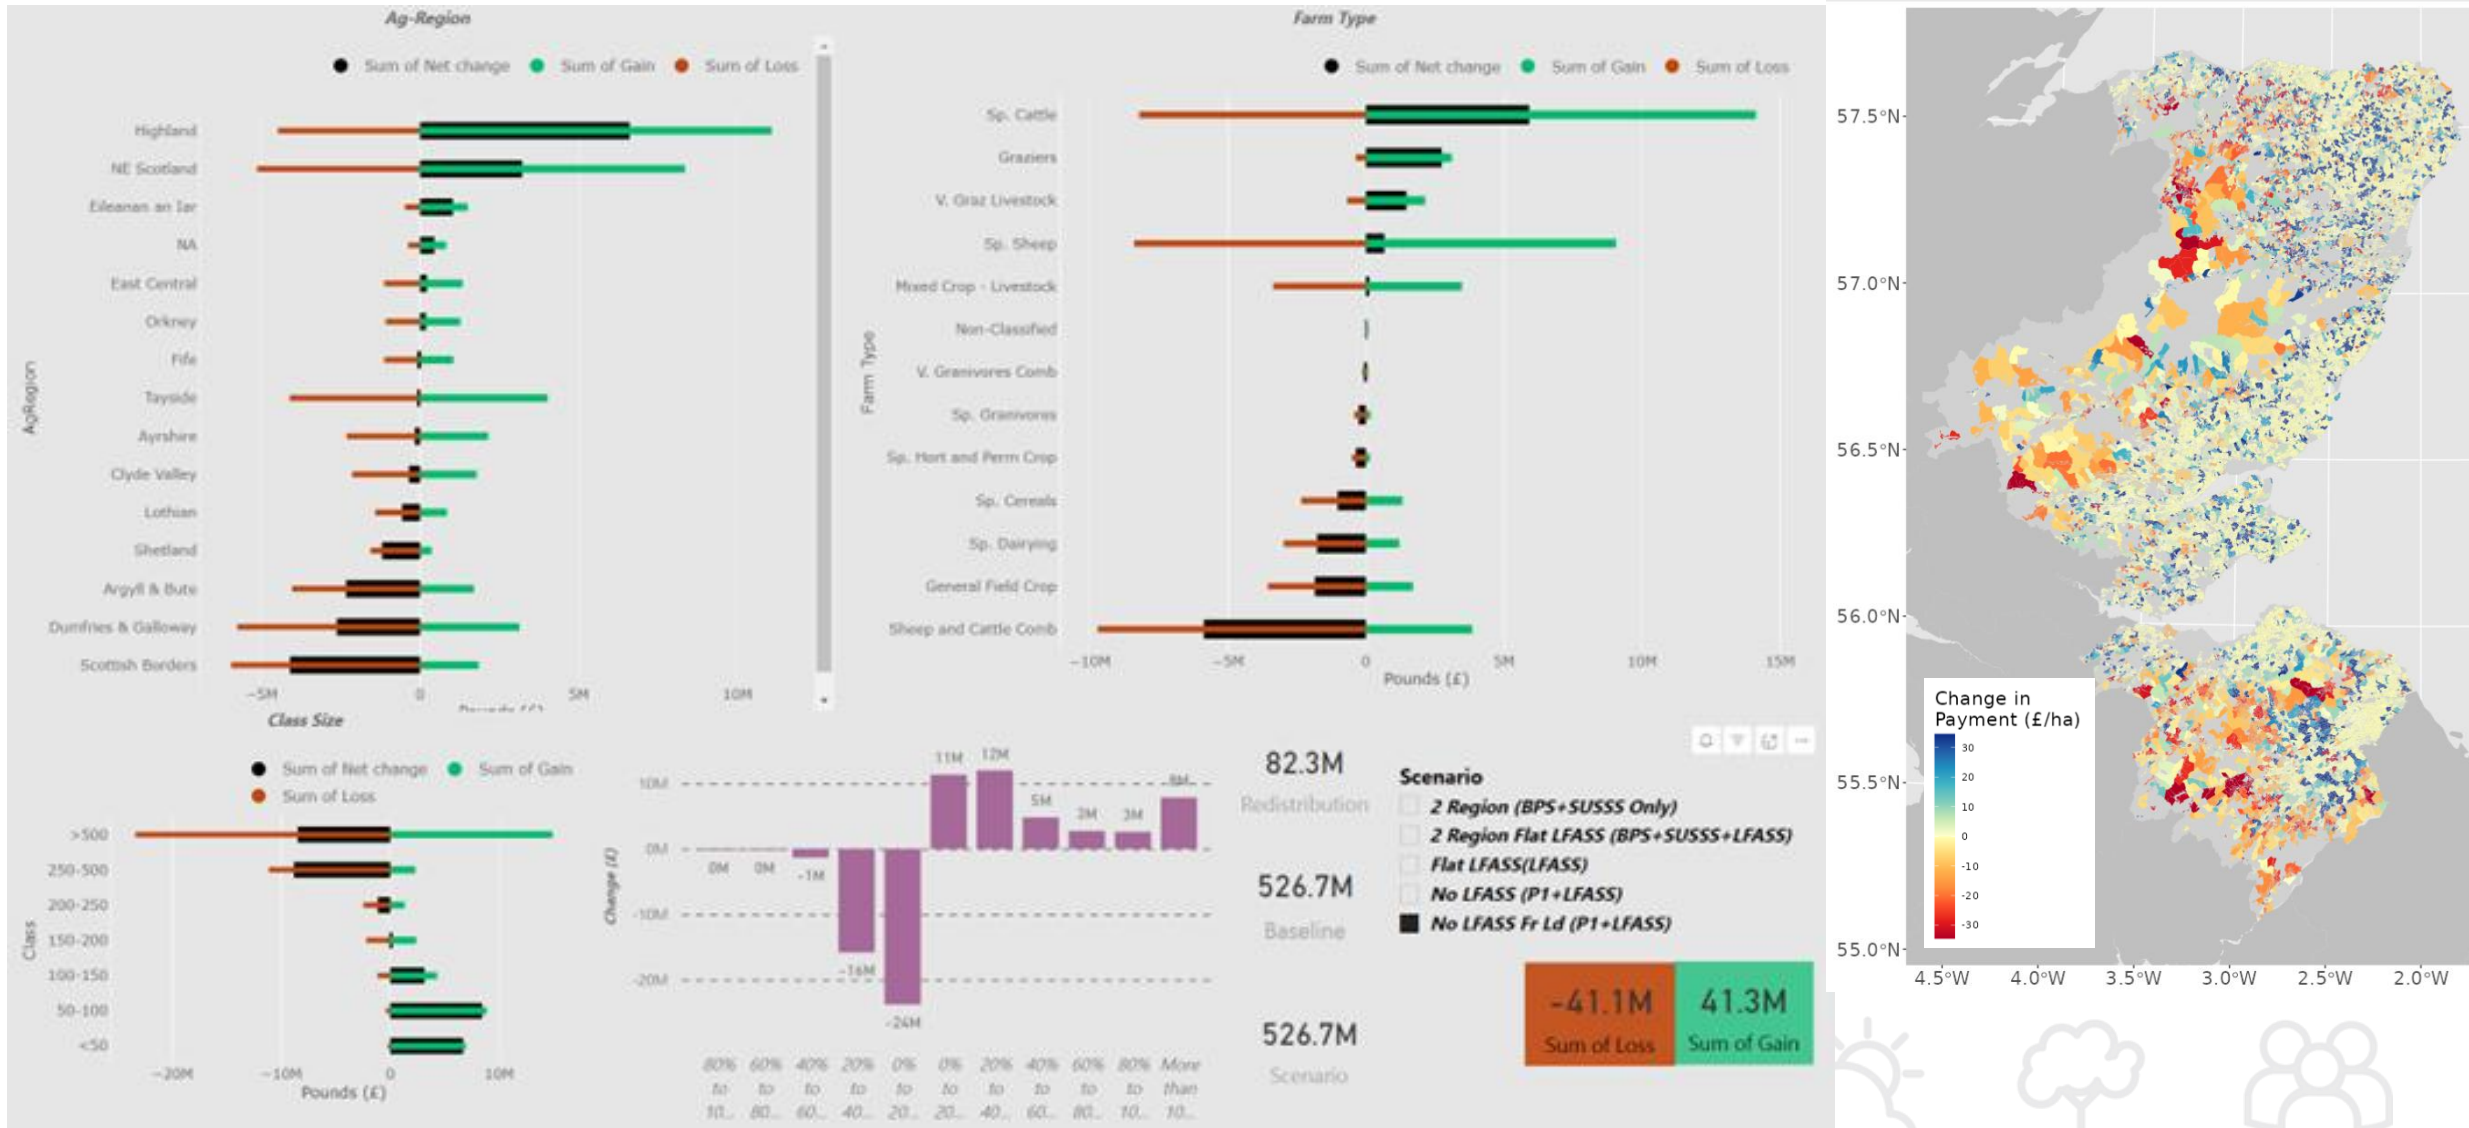 Ag-Region
Sum of Net change
Sum of Gain
Sum of Loss
Highland
NE Scotland
Eileanan an Iar
NA
East Central
Orkney
Fife
Tayside
Ayrshire
Clyde Valley
Lothian
Shetland
Argyll & Bute
Dumfries & Galloway
Scottish Borders
AgRegion
-5M
0
5M
10M
Farm Type
Sum of Net change
Sum of Gain
Sum of Loss
Sp. Cattle
Graziers
V. Graz Livestock
Sp. Sheep
Mixed Crop - Livestock
Non-Classified
V. Granivores Comb
Sp. Granivores
Sp. Hort and Perm Crop
Sp. Cereals
Sp. Dairying
General Field Crop
Sheep and Cattle Comb
Farm Type
-10M
-5M
0
5M
10M
15M
Pounds (£)
Class Size
Sum of Net change
Sum of Gain
Sum of Loss
>500
250-500
200-250
150-200
100-150
50-100
<50
Class
-20M
-10M
0
10M
Pounds (£)
Change (£)
10M
0M
-10M
-20M
0M
0M
-1M
-16M
-24M
11M
12M
5M
3M
3M
8M
80% to 10...
60% to 80...
40% to 60...
20% to 40...
0% to 20...
0% to 20...
20% to 40...
40% to 60...
60% to 80...
80% to 10...
More than 10...
82.3M
Redistribution
526.7M
Baseline
526.7M
Scenario
Scenario
2 Region (BPS+SUSSS Only)
2 Region Flat LFASS (BPS+SUSSS+LFASS)
Flat LFASS(LFASS)
No LFASS (P1+LFASS)
No LFASS Fr Ld (P1+LFASS)
-41.1M
Sum of Loss
41.3M
Sum of Gain
57.5°N
57.0°N
56.5°N
56.0°N
55.5°N
55.0°N
4.5°W
4.0°W
3.5°W
3.0°W
2.5°W
2.0°W
Change in
Payment (£/ha)
30
20
10
0
-10
-20
-30